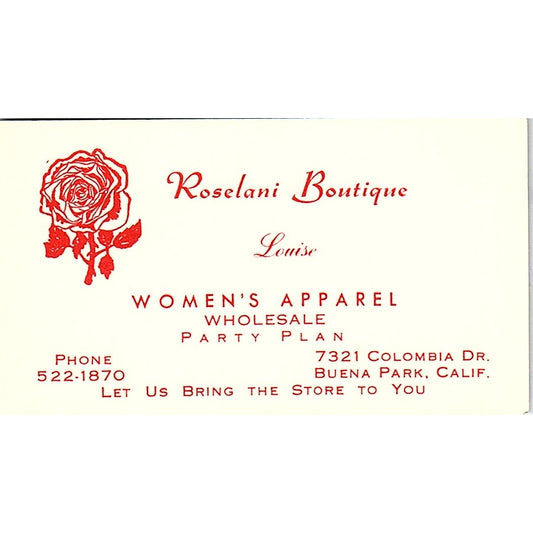 Roselani Boutique
Louise
WOMEN'S APPAREL
WHOLESALE
PARTY PLAN
PHONE
522-1870
7321 COLOMBIA DR.
BUENA PARK, CALIF.
LET US BRING THE STORE TO YOU